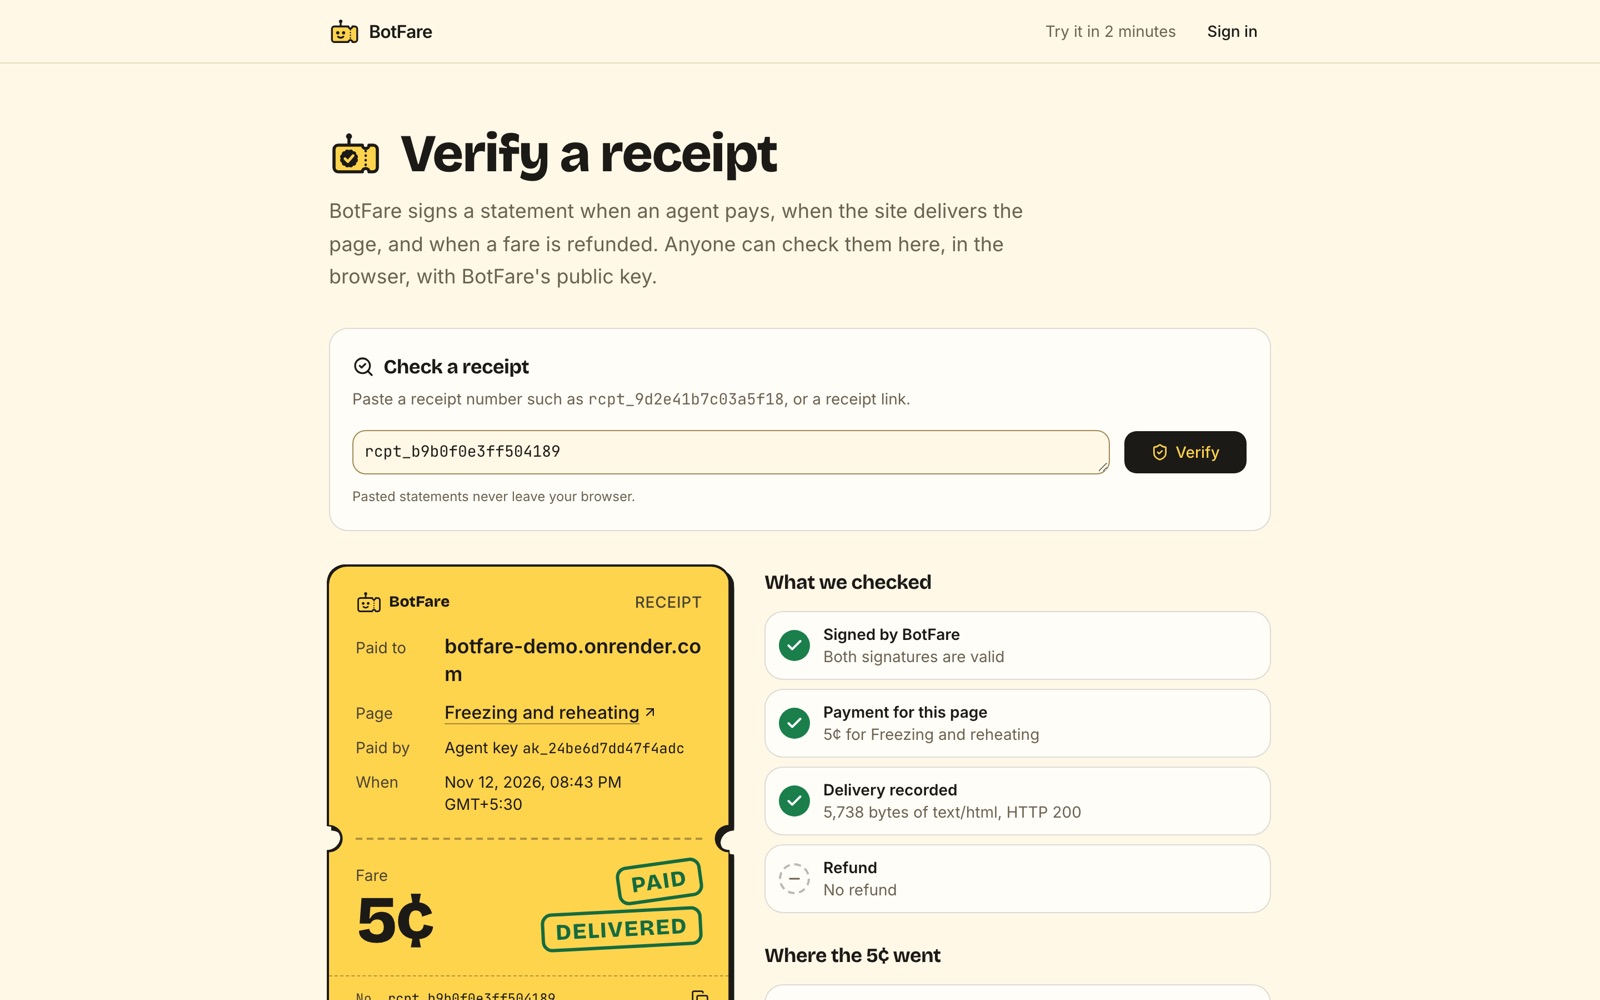 BotFare
Try it in 2 minutes
Sign in
Verify a receipt
BotFare signs a statement when an agent pays, when the site delivers the
page, and when a fare is refunded. Anyone can check them here, in the
browser, with BotFare's public key.
Check a receipt
Paste a receipt number such as rcpt_9d2e41b7c03a5f18, or a receipt link.
rcpt_b9b0f0e3ff504189
Verify
Pasted statements never leave your browser.
BotFare
RECEIPT
Paid to
botfare-demo.onrender.co
m
Page
Freezing and reheating
Paid by
Agent key ak_24be6d7dd47f4adc
When
Nov 12, 2026, 08:43 PM
GMT+5:30
Fare
5¢
PAID
DELIVERED
No. rcpt_b9b0f0e3ff504189
What we checked
Signed by BotFare
Both signatures are valid
Payment for this page
5¢ for Freezing and reheating
Delivery recorded
5,738 bytes of text/html, HTTP 200
Refund
No refund
Where the 5¢ went